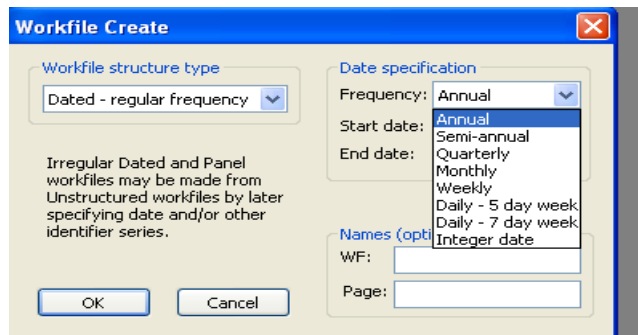 Workfile Create
Workfile structure type
Dated - regular frequency
Irregular Dated and Panel
workfiles may be made from
Unstructured workfiles by later
specifying date and/or other
identifier series.
OK
Cancel
Date specification
Frequency: Annual
Start date:
End date:
Annual
Semi-annual
Quarterly
Monthly
Weekly
Daily - 5 day week
Daily - 7 day week
Integer date
Names (opti
WF:
Page: